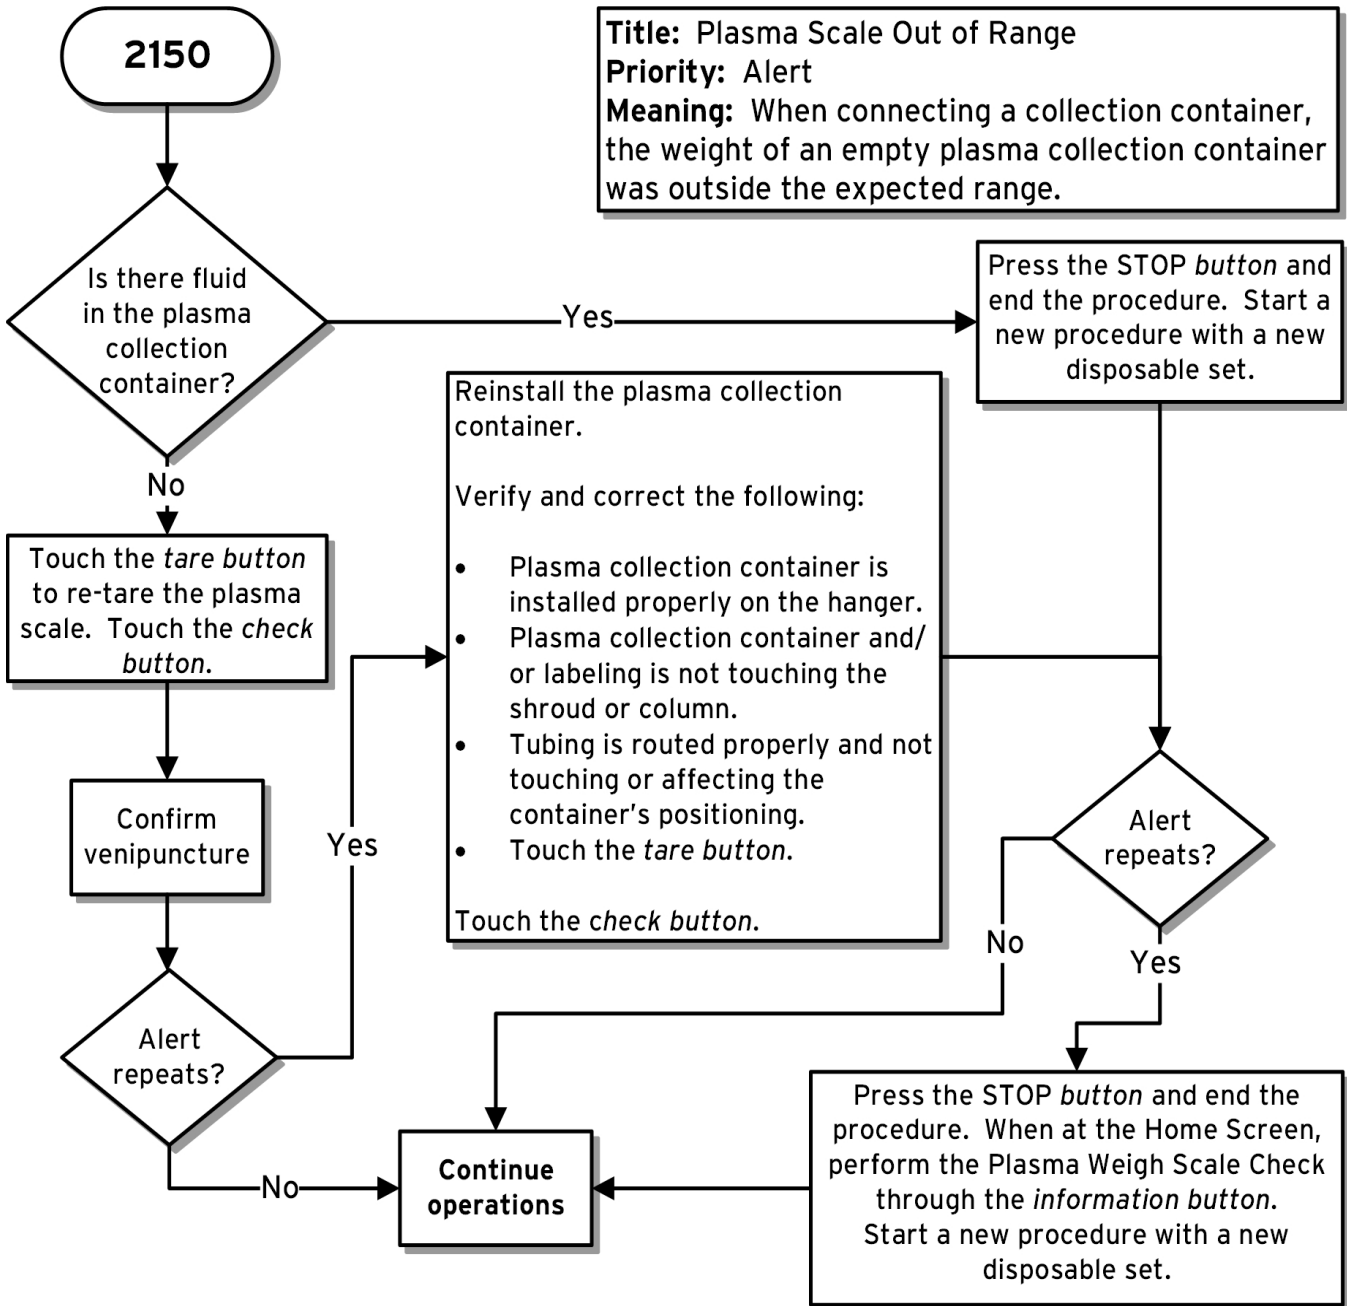 2150
Title: Plasma Scale Out of Range
Priority: Alert
Meaning: When connecting a collection container,
the weight of an empty plasma collection container
was outside the expected range.
Is there fluid
in the plasma
collection
container?
Yes
Press the STOP button and
end the procedure. Start a
new procedure with a new
disposable set.
No
Touch the tare button
to re-tare the plasma
scale. Touch the check
button.
Confirm
venipuncture
Alert
repeats?
Yes
Reinstall the plasma collection
container.
Verify and correct the following:
• Plasma collection container is
installed properly on the hanger.
• Plasma collection container and/
or labeling is not touching the
shroud or column.
• Tubing is routed properly and not
touching or affecting the
container's positioning.
• Touch the tare button.
Touch the check button.
Alert
repeats?
No
Yes
No
Continue
operations
Press the STOP button and end the
procedure. When at the Home Screen,
perform the Plasma Weigh Scale Check
through the information button.
Start a new procedure with a new
disposable set.